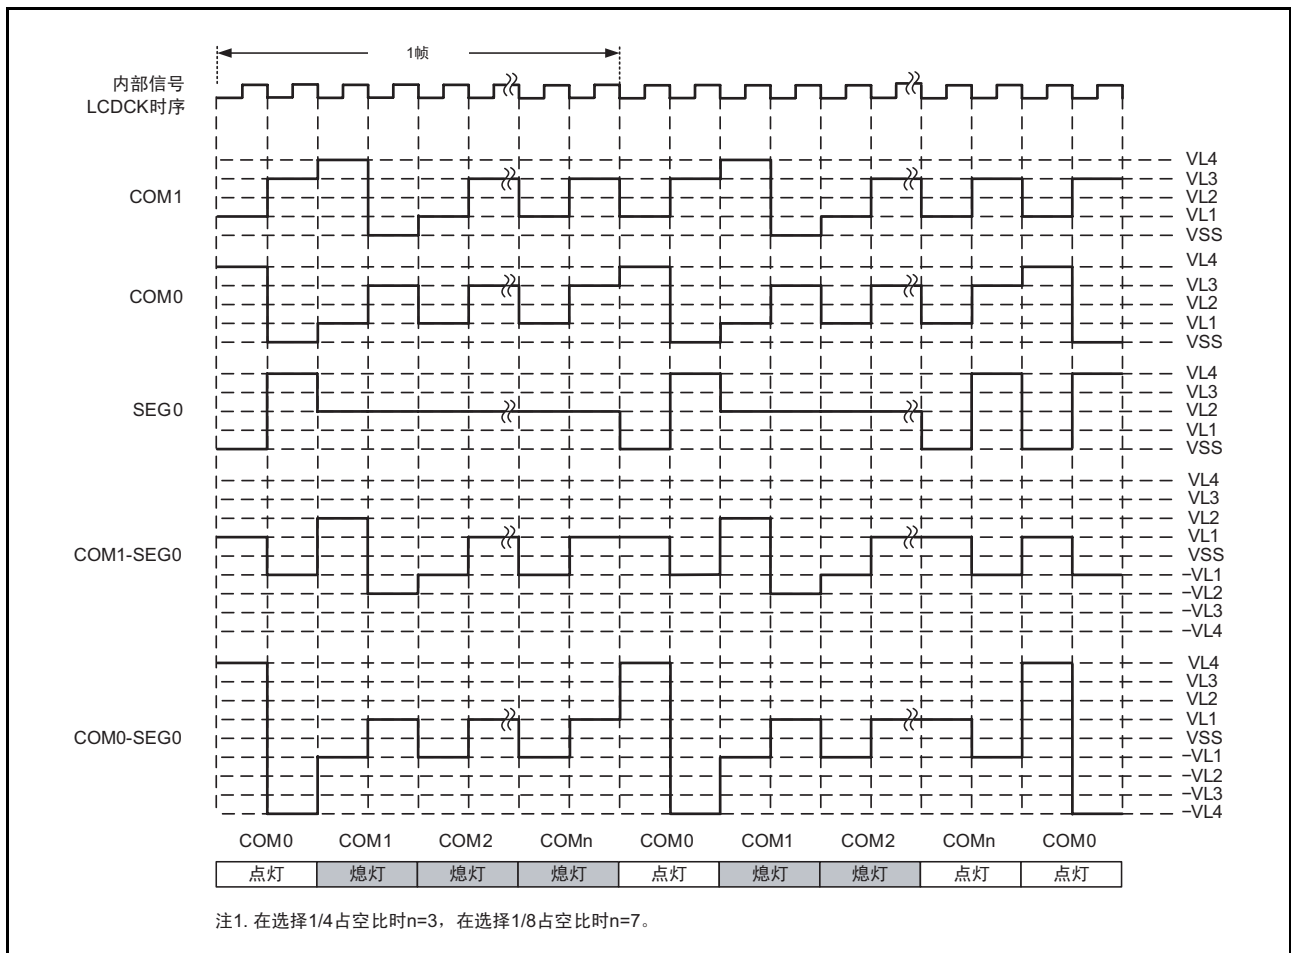 1帧
内部信号
LCDCK时序
COM1
VL4
VL3
VL2
VL1
VSS
COM0
VL4
VL3
VL2
VL1
VSS
SEG0
VL4
VL3
VL2
VL1
VSS
COM1-SEG0
VL4
VL3
VL2
VL1
VSS
-VL1
-VL2
-VL3
-VL4
COM0-SEG0
VL4
VL3
VL2
VL1
VSS
-VL1
-VL2
-VL3
-VL4
COM0 COM1 COM2 COMn COM0 COM1 COM2 COMn COM0
点灯 熄灯 熄灯 熄灯 点灯 熄灯 熄灯 点灯 点灯
注1. 在选择1/4占空比时n=3，在选择1/8占空比时n=7。